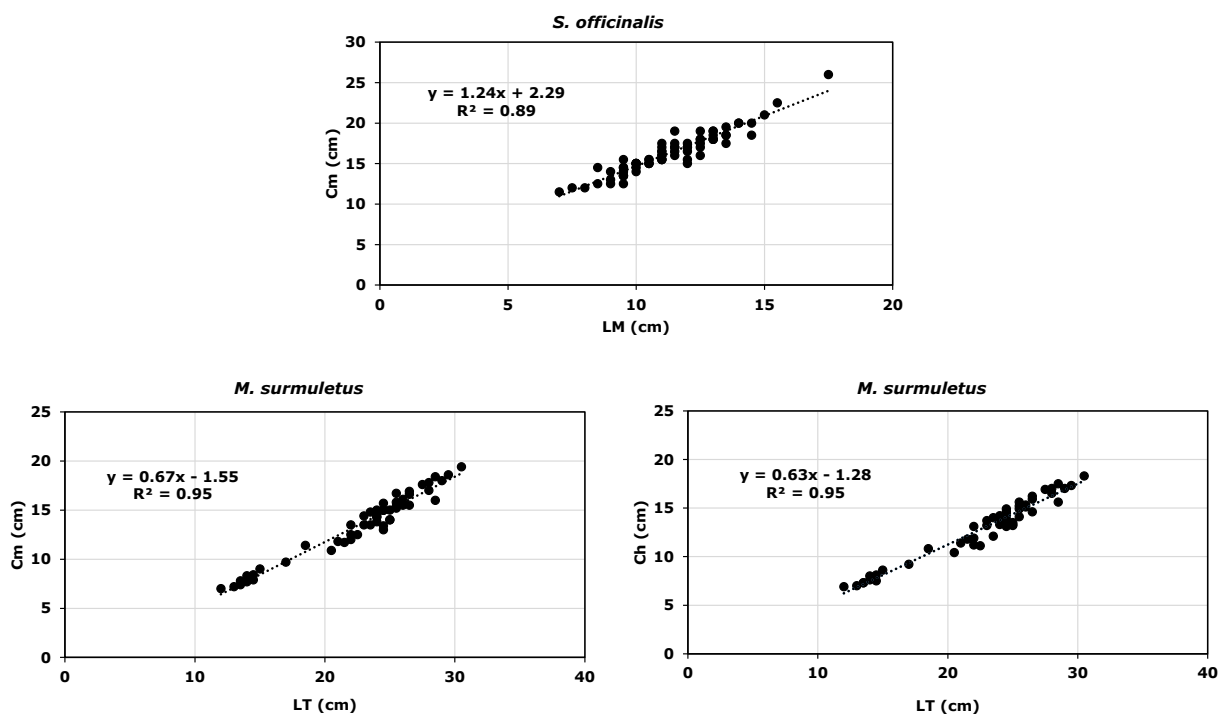 S. officinalis
30
25
20
15
10
5
0
y = 1.24x + 2.29
R² = 0.89
Cm (cm)
0 5 10 15 20
LM (cm)
M. surmuletus
25
20
15
10
5
0
y = 0.67x - 1.55
R² = 0.95
Cm (cm)
0 10 20 30 40
LT (cm)
M. surmuletus
25
20
15
10
5
0
y = 0.63x - 1.28
R² = 0.95
Ch (cm)
0 10 20 30 40
LT (cm)